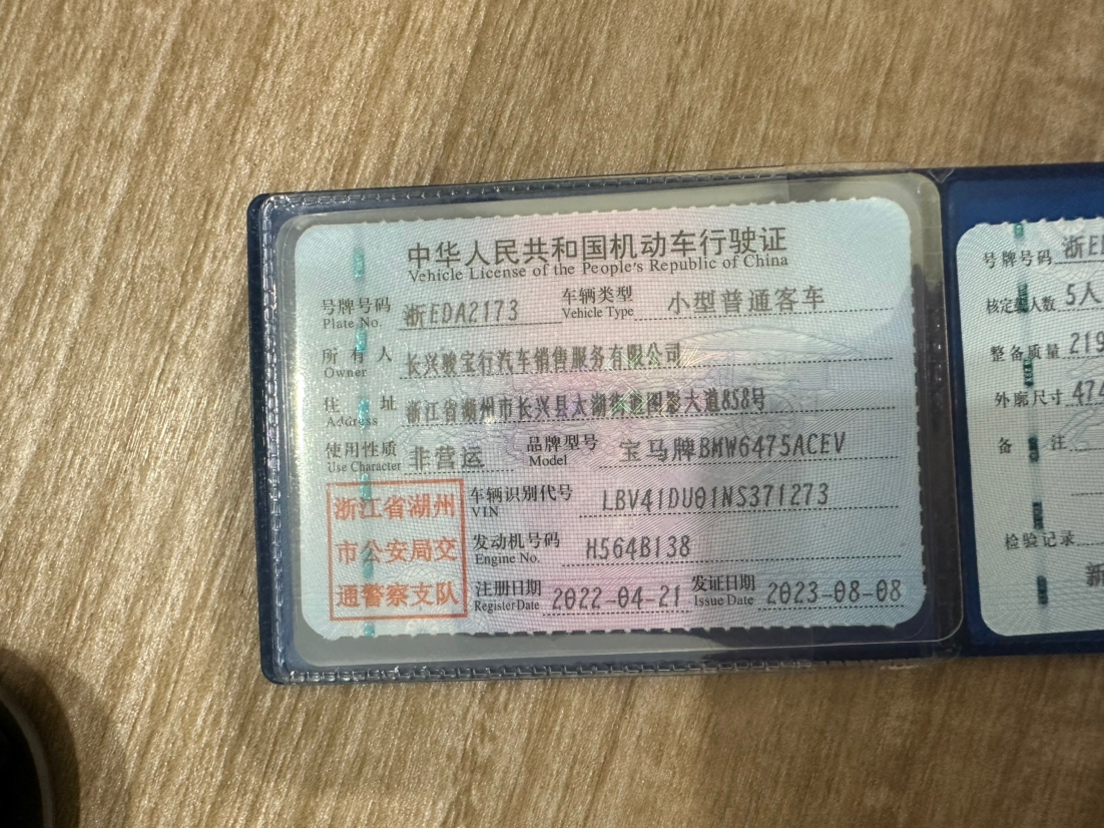 中华人民共和国机动车行驶证
Vehicle License of the People's Republic of China
号牌号码 浙EDA2173 车辆类型 小型普通客车
Plate No. Vehicle Type
所有人 长兴骏宝行汽车销售服务有限公司
Owner
住址 浙江省湖州市长兴县太湖街道图影大道858号
Address
使用性质 非营运 品牌型号 宝马牌BMW6475ACEV
Use Character Model
浙江省湖州
市公安局交
通警察支队
车辆识别代号 LBV41DU01NS371273
VIN
发动机号码 H564B138
Engine No.
注册日期 2022-04-21 发证日期 2023-08-08
Register Date Issue Date
号牌号码 浙E
核定载人数 5人
整备质量 219
外廓尺寸 474
备注
检验记录
新